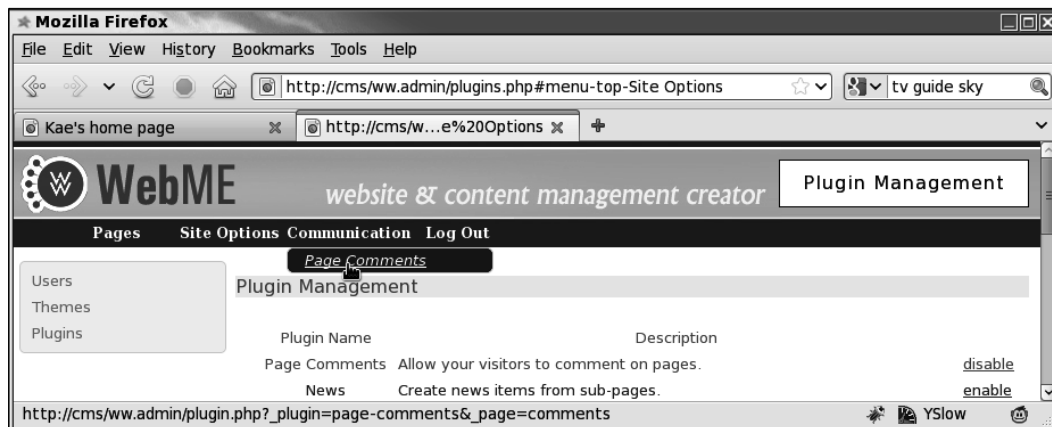 Mozilla Firefox
File Edit View History Bookmarks Tools Help
http://cms/ww.admin/plugins.php#menu-top-Site Options
tv guide sky
Kae's home page
http://cms/w...e%20Options
W WebME
website & content management creator
Plugin Management
Pages Site Options Communication Log Out
Page Comments
Users
Themes
Plugins
Plugin Management
Plugin Name Description
Page Comments Allow your visitors to comment on pages. disable
News Create news items from sub-pages. enable
http://cms/ww.admin/plugin.php?_plugin=page-comments&_page=comments
YSlow